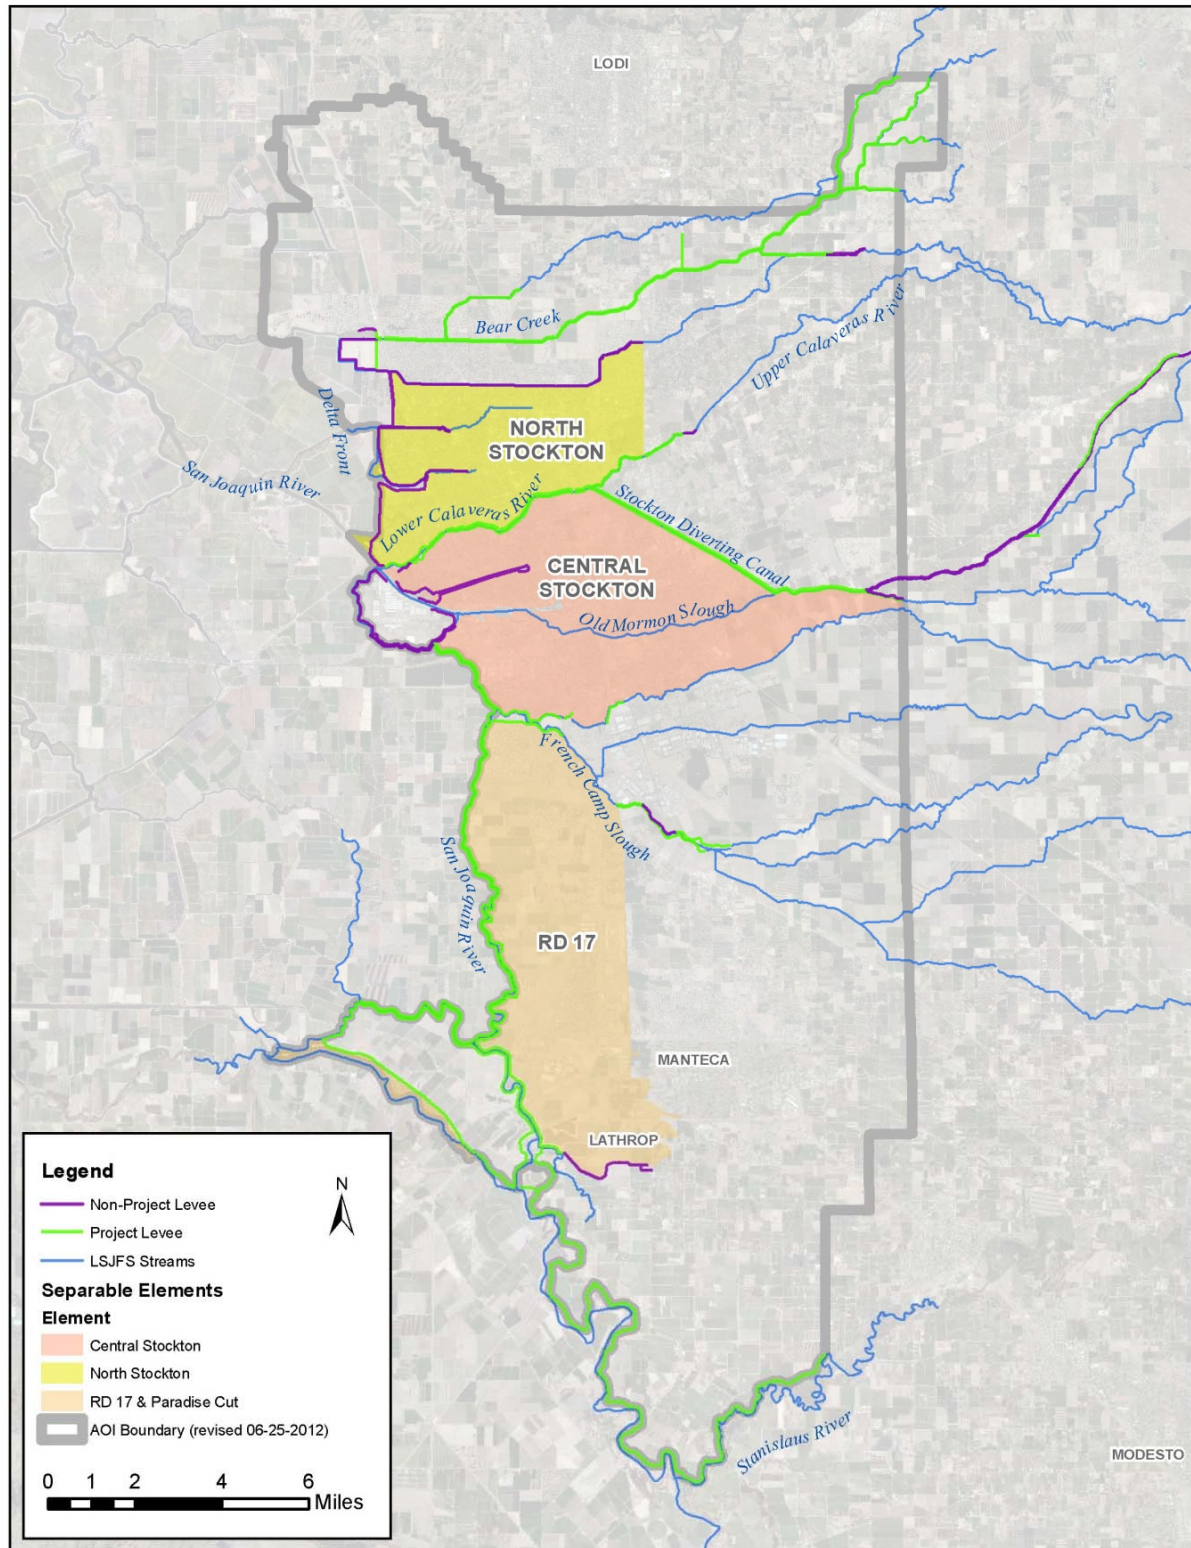 LODI
Bear Creek
Upper Calaveras River
Delta Front
NORTH
STOCKTON
San Joaquin River
Lower Calaveras River
Stockton Diverting Canal
CENTRAL
STOCKTON
Old Mormon Slough
French Camp Slough
San Joaquin River
RD 17
MANTECA
LATHROP
Legend
N
Non-Project Levee
Project Levee
LSJFS Streams
Separable Elements
Element
Central Stockton
North Stockton
RD 17 & Paradise Cut
AOI Boundary (revised 06-25-2012)
0 1 2 4 6
Miles
Stanislaus River
MODESTO